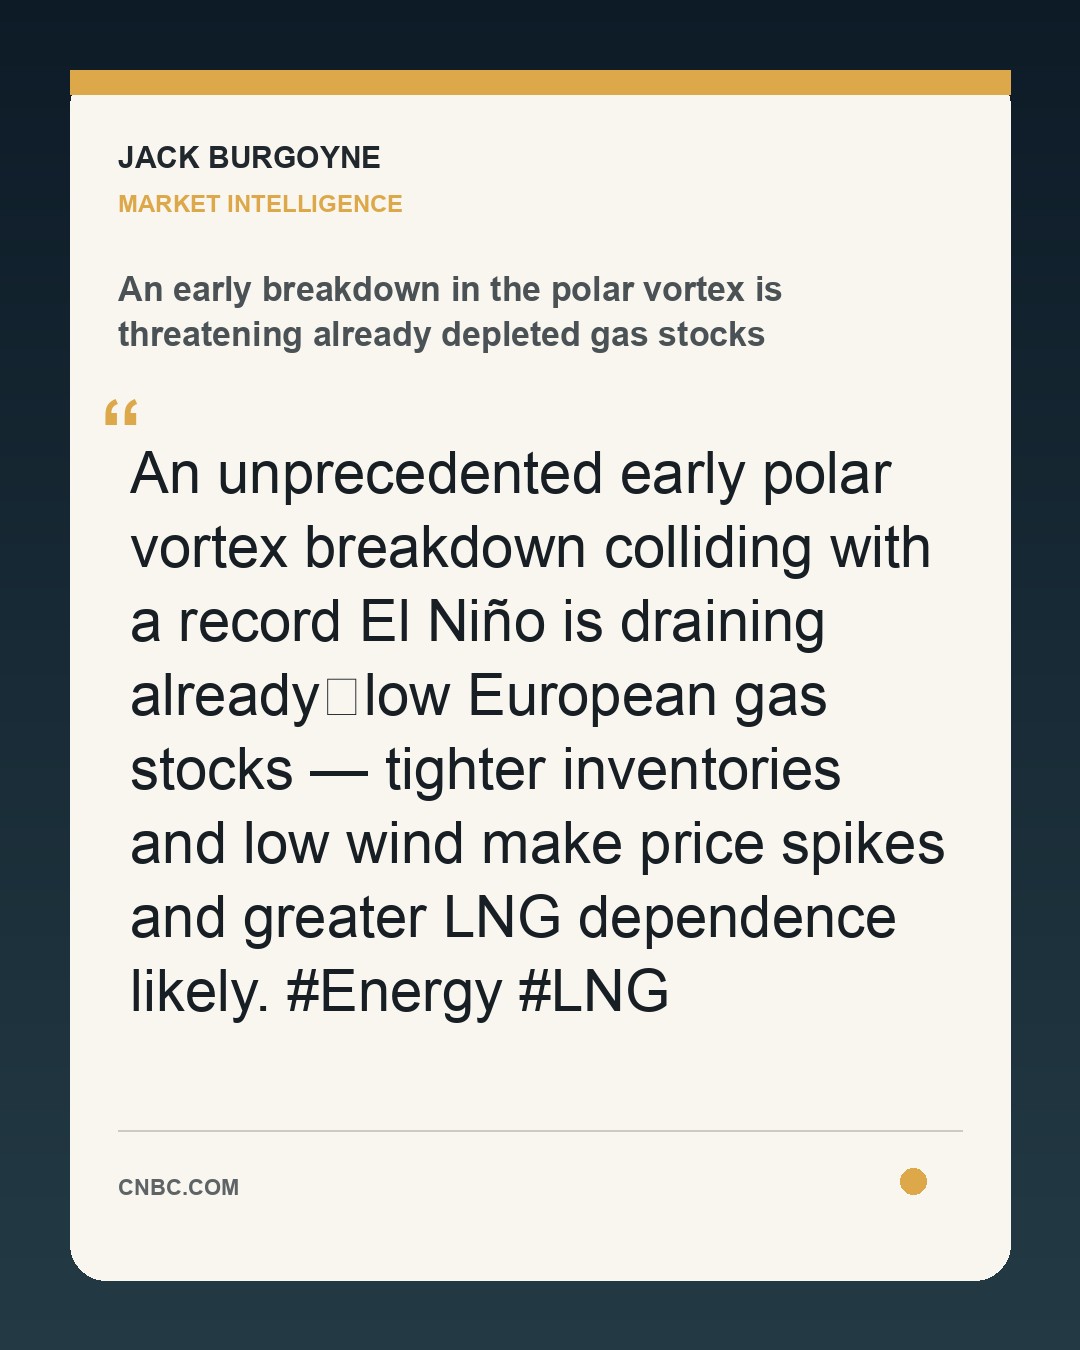 JACK BURGOYNE
MARKET INTELLIGENCE
An early breakdown in the polar vortex is
threatening already depleted gas stocks
“
An unprecedented early polar
vortex breakdown colliding with
a record El Niño is draining
already□low European gas
stocks — tighter inventories
and low wind make price spikes
and greater LNG dependence
likely. #Energy #LNG
CNBC.COM